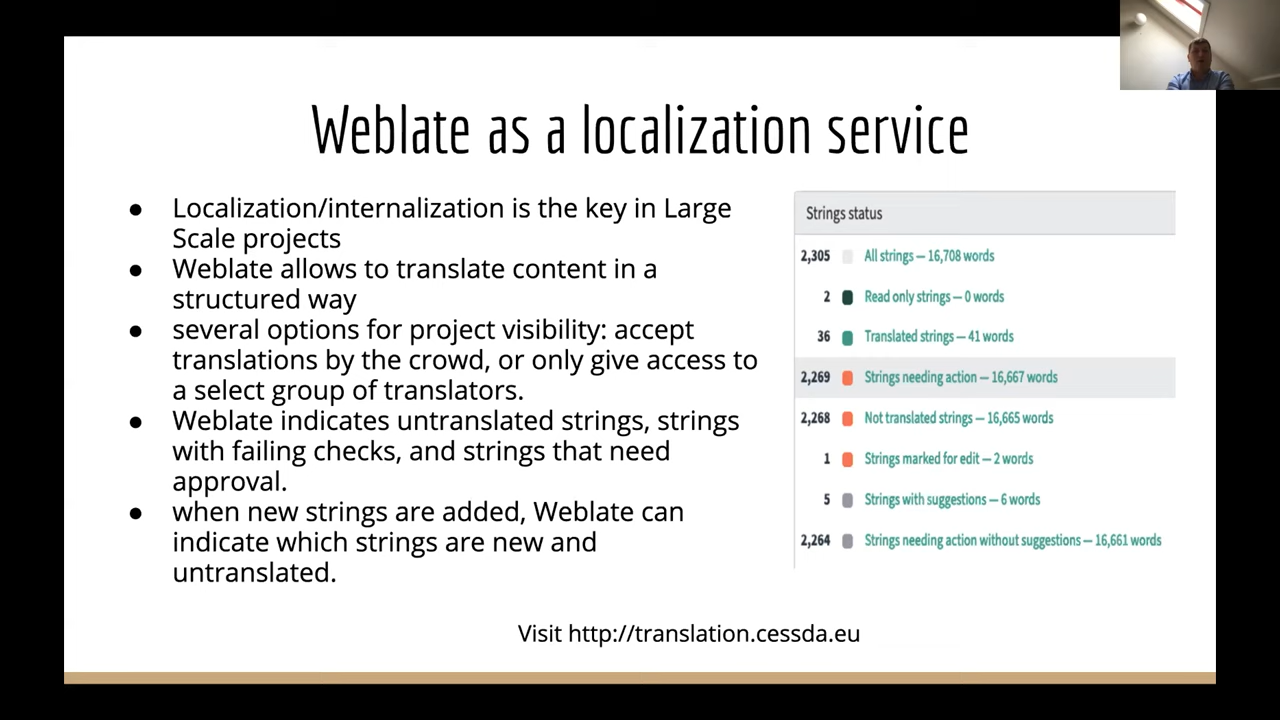 Weblate as a localization service
● Localization/internalization is the key in Large
Scale projects
● Weblate allows to translate content in a
structured way
● several options for project visibility: accept
translations by the crowd, or only give access to
a select group of translators.
● Weblate indicates untranslated strings, strings
with failing checks, and strings that need
approval.
● when new strings are added, Weblate can
indicate which strings are new and
untranslated.
Strings status
2,305 All strings — 16,708 words
2 Read only strings — 0 words
36 Translated strings — 41 words
2,269 Strings needing action — 16,667 words
2,268 Not translated strings — 16,665 words
1 Strings marked for edit — 2 words
5 Strings with suggestions — 6 words
2,264 Strings needing action without suggestions — 16,661 words
Visit http://translation.cessda.eu